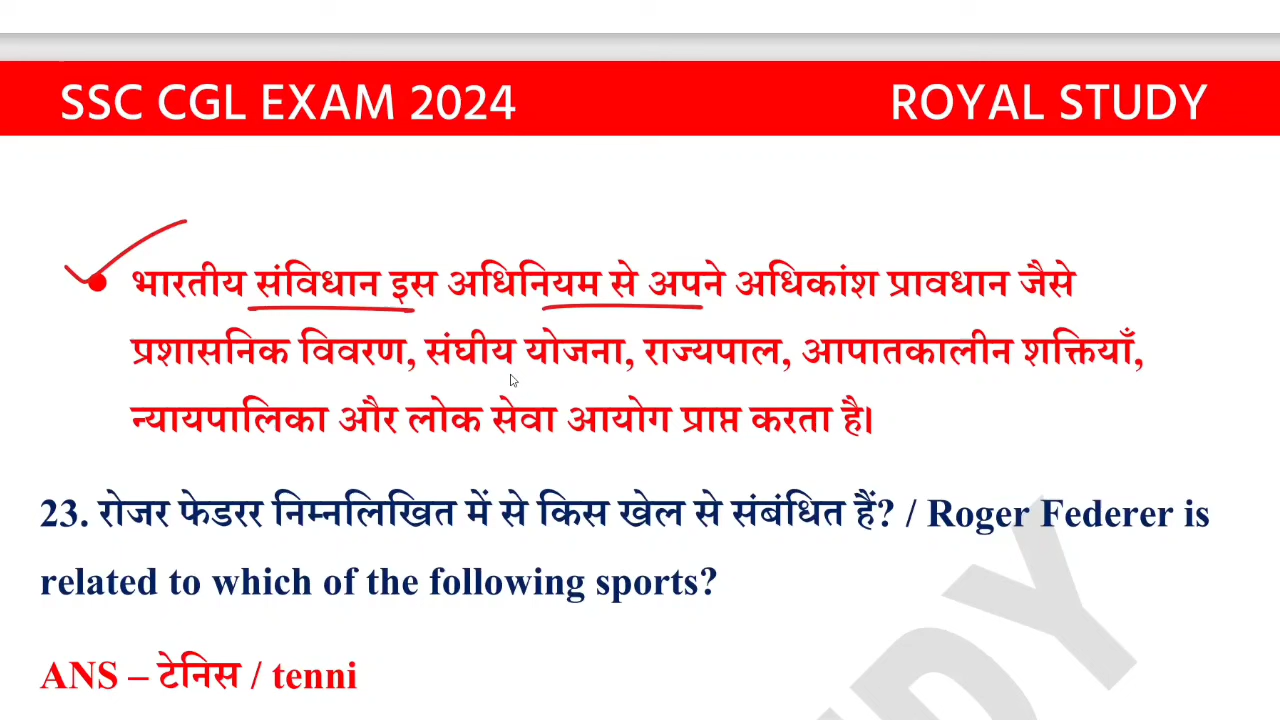 SSC CGL EXAM 2024 ROYAL STUDY
भारतीय संविधान इस अधिनियम से अपने अधिकांश प्रावधान जैसे
प्रशासनिक विवरण, संघीय योजना, राज्यपाल, आपातकालीन शक्तियाँ,
न्यायपालिका और लोक सेवा आयोग प्राप्त करता है।
23. रोजर फेडरर निम्नलिखित में से किस खेल से संबंधित हैं? / Roger Federer is
related to which of the following sports?
ANS – टेनिस / tenni